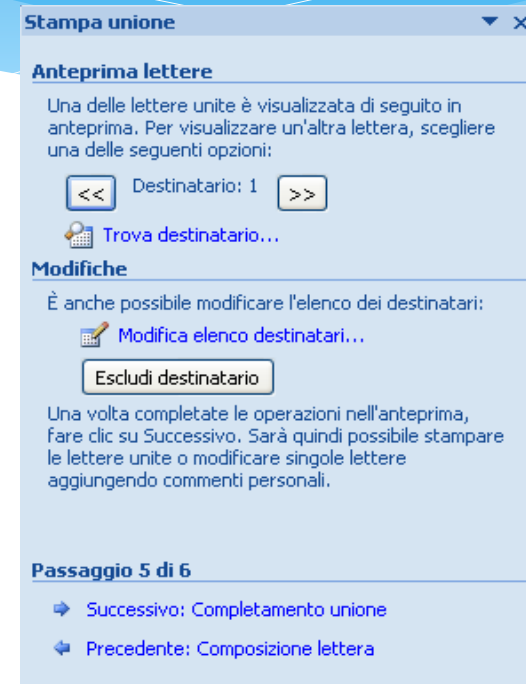 Stampa unione
Anteprima lettere
Una delle lettere unite è visualizzata di seguito in
anteprima. Per visualizzare un'altra lettera, scegliere
una delle seguenti opzioni:
<< Destinatario: 1 >>
Trova destinatario...
Modifiche
È anche possibile modificare l'elenco dei destinatari:
Modifica elenco destinatari...
Escludi destinatario
Una volta completate le operazioni nell'anteprima,
fare clic su Successivo. Sarà quindi possibile stampare
le lettere unite o modificare singole lettere
aggiungendo commenti personali.
Passaggio 5 di 6
Successivo: Completamento unione
Precedente: Composizione lettera